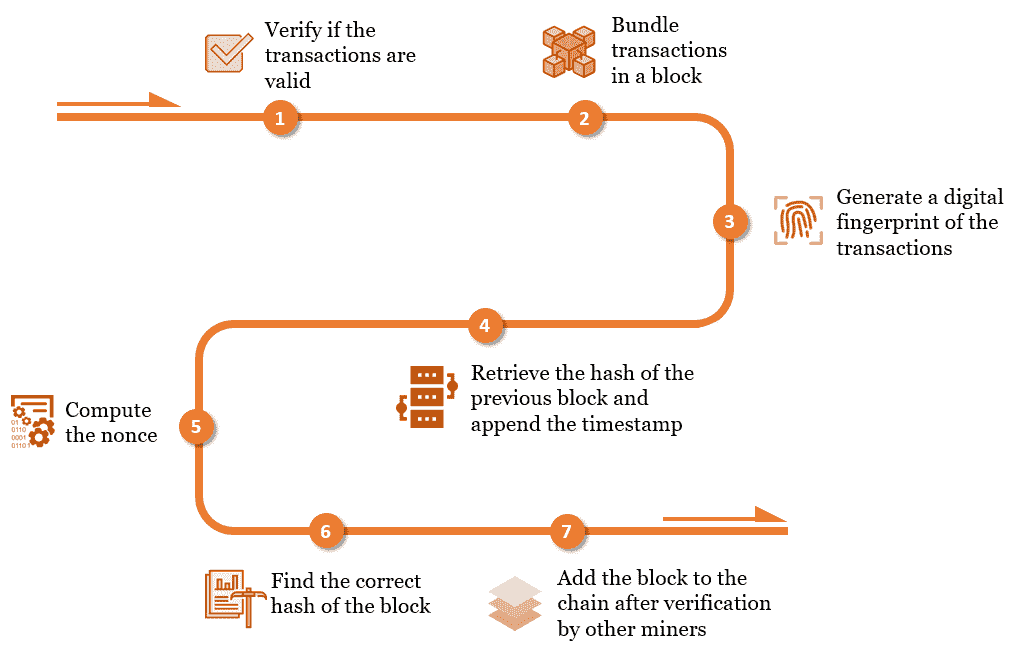 Verify if the
transactions are
valid
1
Bundle
transactions
in a block
2
3
Generate a digital
fingerprint of the
transactions
4
Retrieve the hash of the
previous block and
append the timestamp
01
0110
0001
01101
Compute
the nonce
5
6
Find the correct
hash of the block
7
Add the block to the
chain after verification
by other miners